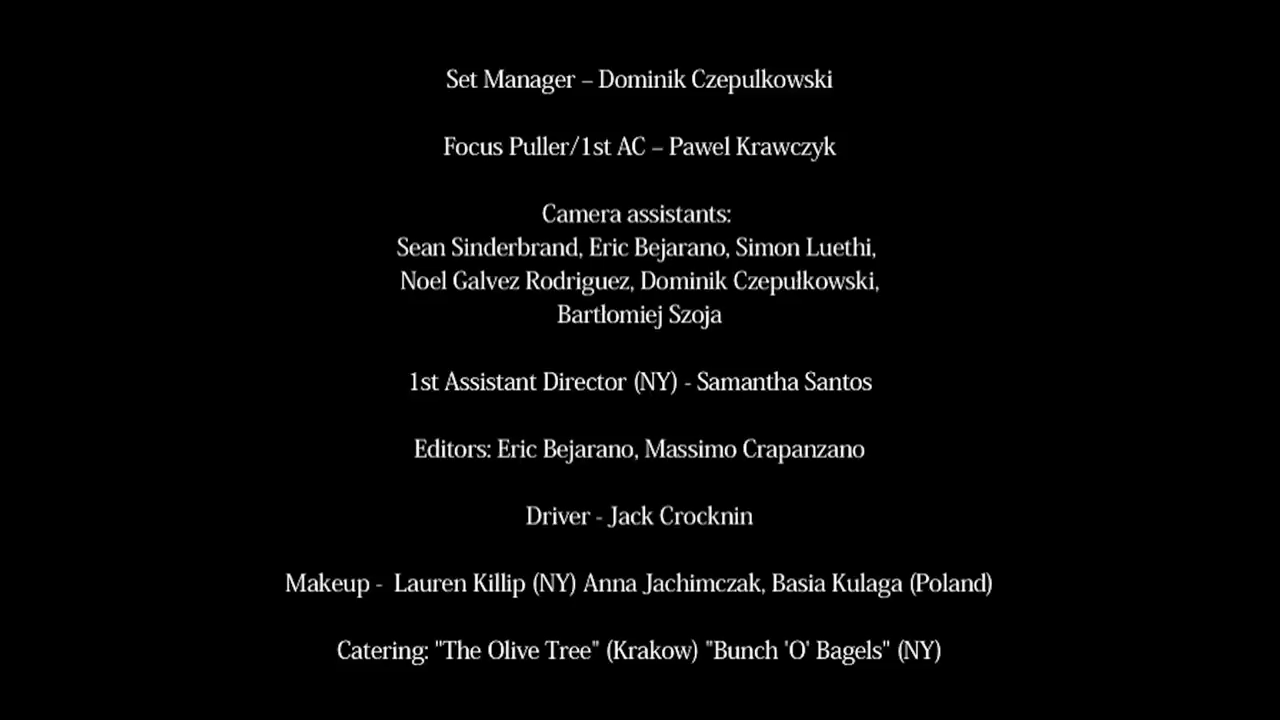 Set Manager – Dominik Czepulkowski
Focus Puller/1st AC – Pawel Krawczyk
Camera assistants:
Sean Sinderbrand, Eric Bejarano, Simon Luethi,
Noel Galvez Rodriguez, Dominik Czepułkowski,
Bartłomiej Szoja
1st Assistant Director (NY) - Samantha Santos
Editors: Eric Bejarano, Massimo Crapanzano
Driver - Jack Crocknin
Makeup -  Lauren Killip (NY) Anna Jachimczak, Basia Kulaga (Poland)
Catering: "The Olive Tree" (Krakow) "Bunch 'O' Bagels" (NY)